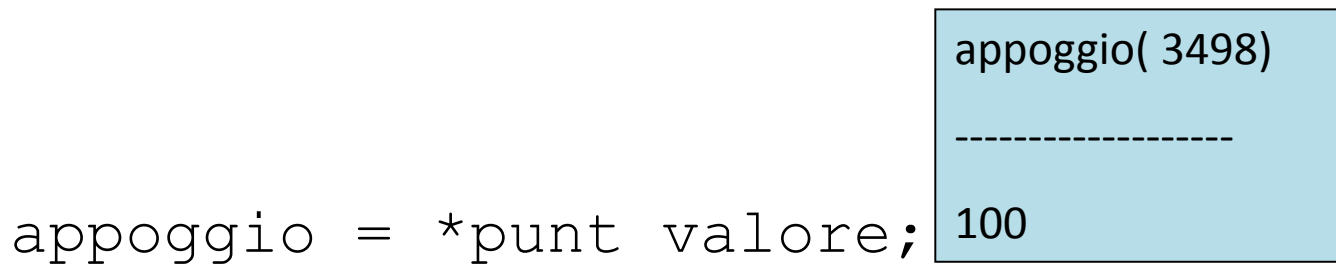 appoggio( 3498)
-------------------
appoggio = *punt valore;
100